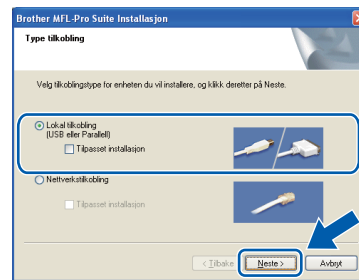 Brother MFL-Pro Suite Installasjon
Type tilkobling
Velg tilkoblingstype for enheten du vil installere, og klikk deretter på Neste.
Lokal tilkobling
(USB eller Parallell)
Tilpasset installasjon
Nettverkstilkobling
Tilpasset installasjon
< Tilbake Neste > Avbryt